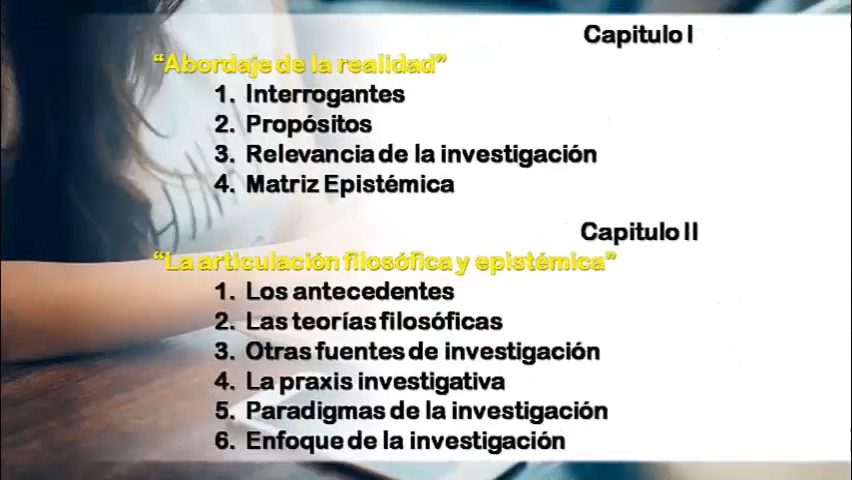 Capitulo I
“Abordaje de la realidad”
1. Interrogantes
2. Propósitos
3. Relevancia de la investigación
4. Matriz Epistémica
Capitulo II
“La articulación filosófica y epistémica”
1. Los antecedentes
2. Las teorías filosóficas
3. Otras fuentes de investigación
4. La praxis investigativa
5. Paradigmas de la investigación
6. Enfoque de la investigación